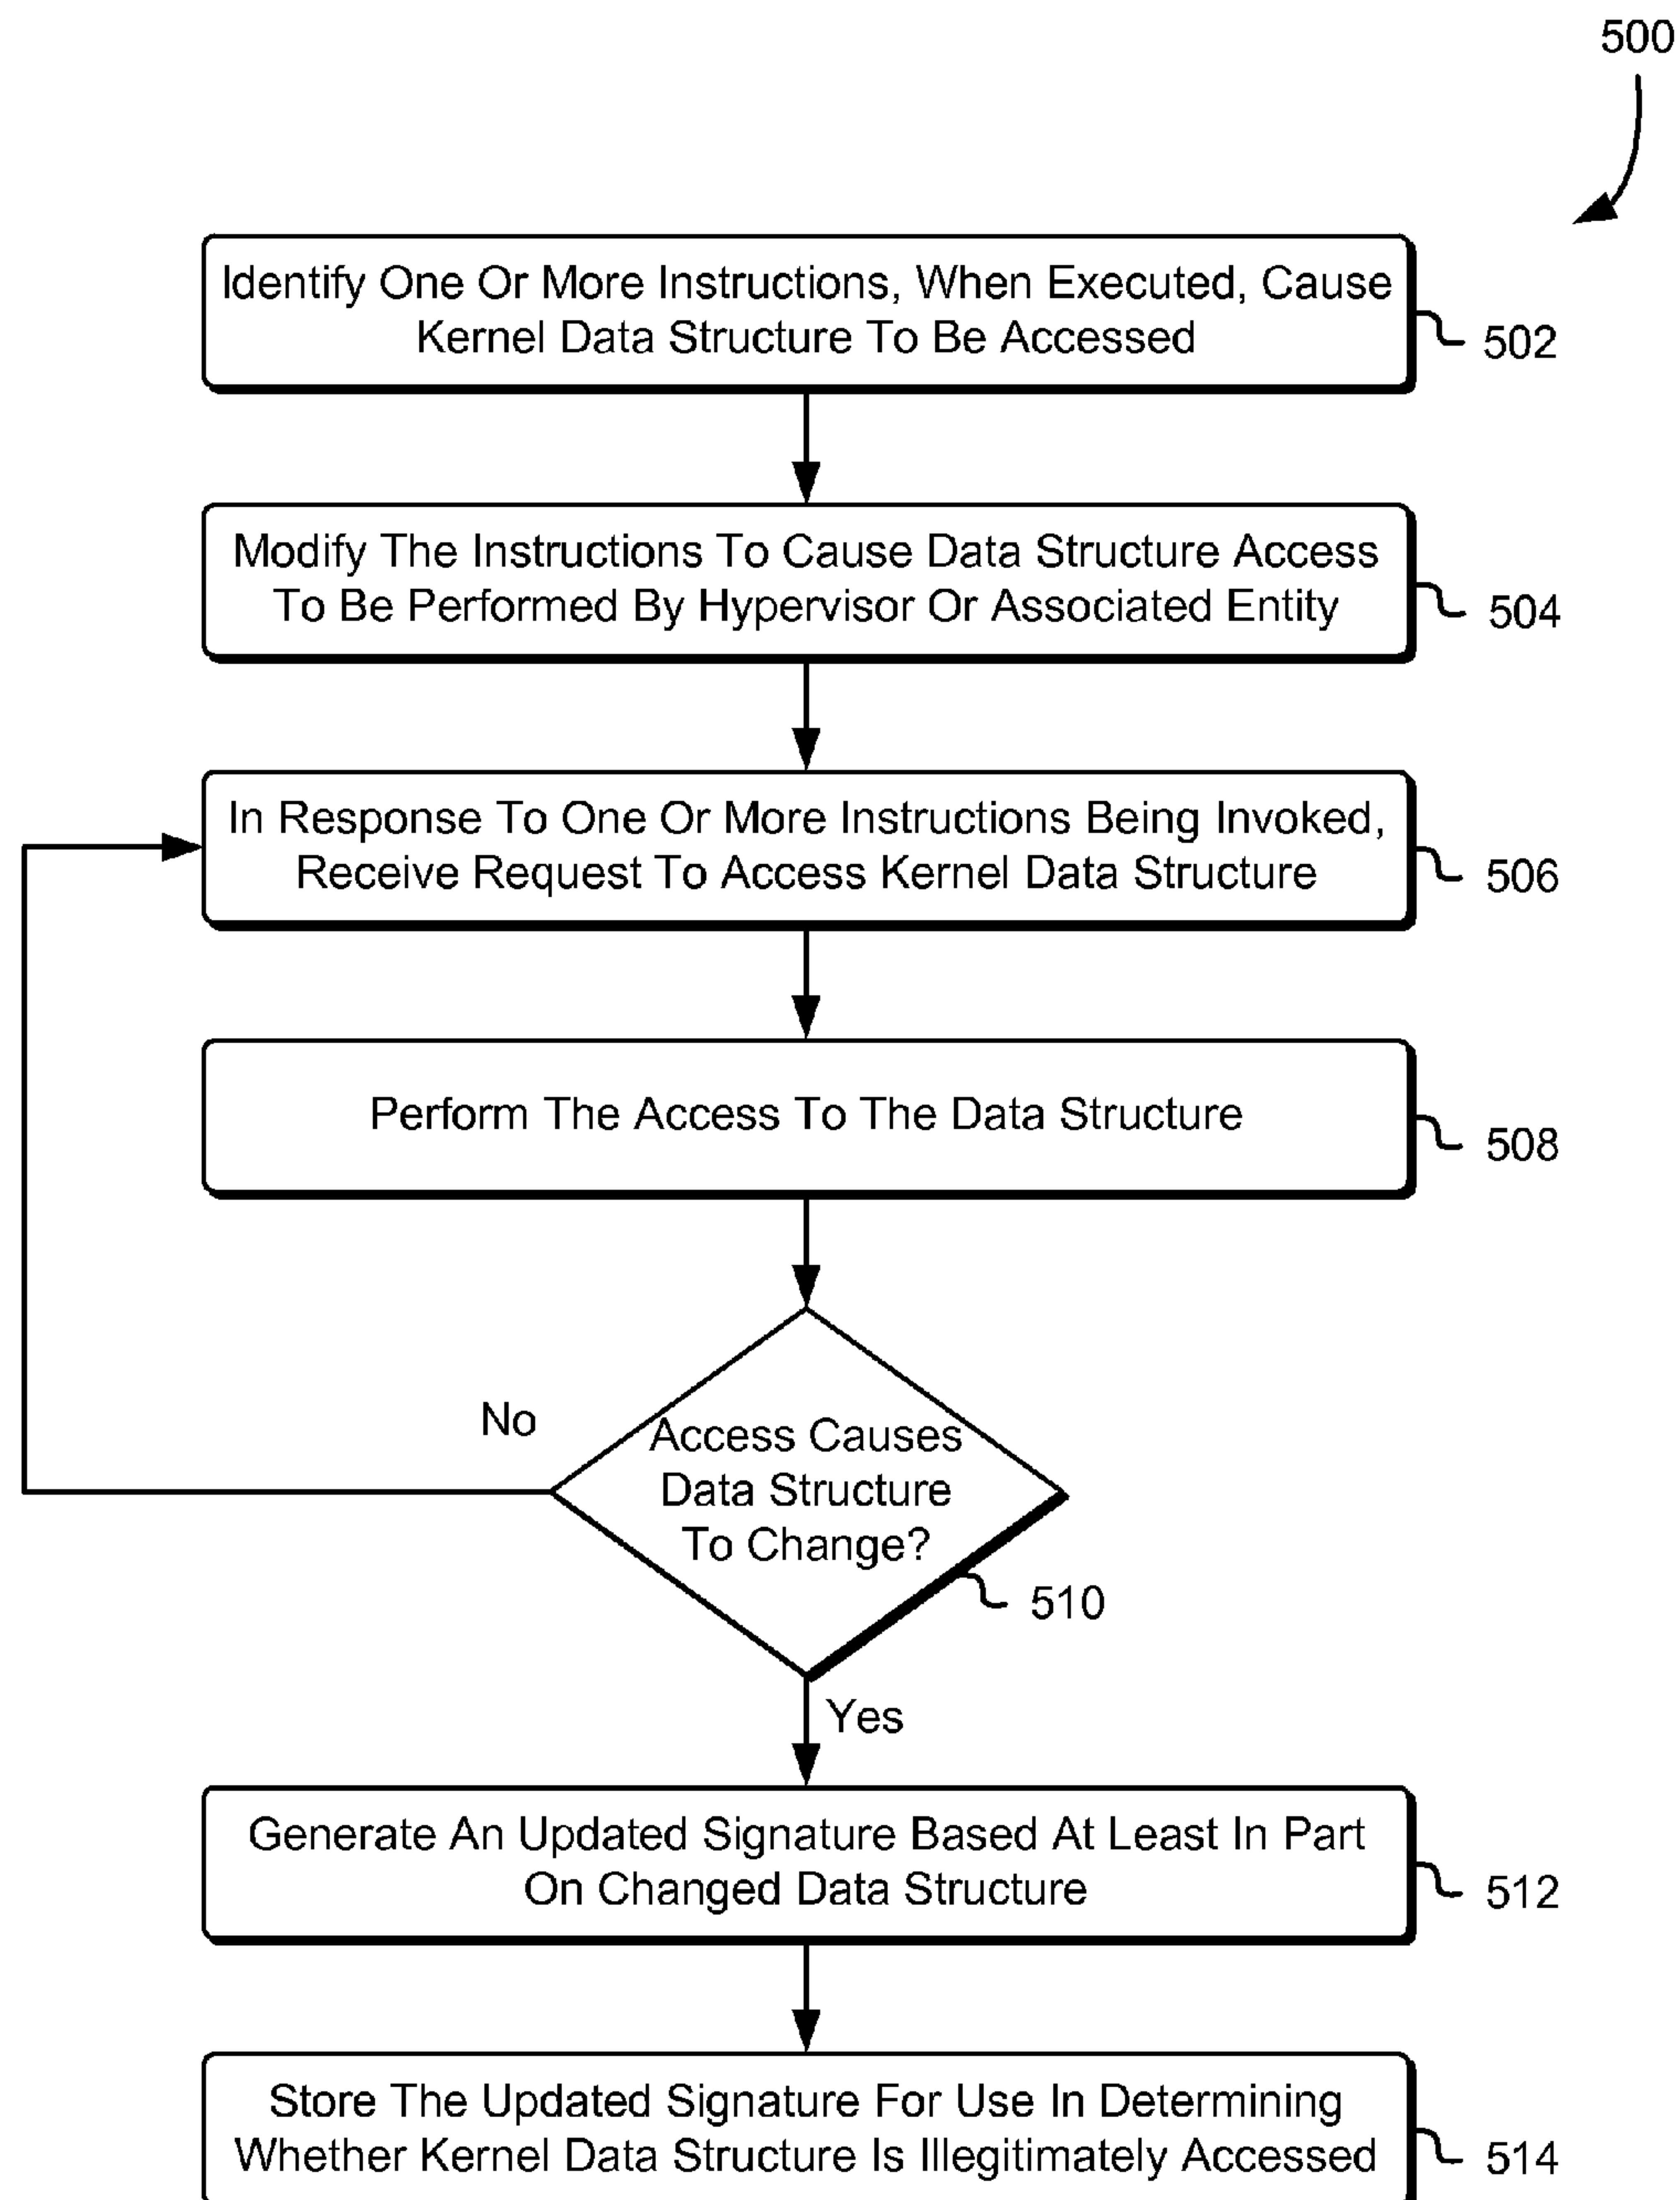 500
Identify One Or More Instructions, When Executed, Cause
Kernel Data Structure To Be Accessed
502
Modify The Instructions To Cause Data Structure Access
To Be Performed By Hypervisor Or Associated Entity
504
In Response To One Or More Instructions Being Invoked,
Receive Request To Access Kernel Data Structure
506
Perform The Access To The Data Structure
508
No
Access Causes
Data Structure
To Change?
510
Yes
Generate An Updated Signature Based At Least In Part
On Changed Data Structure
512
Store The Updated Signature For Use In Determining
Whether Kernel Data Structure Is Illegitimately Accessed
514